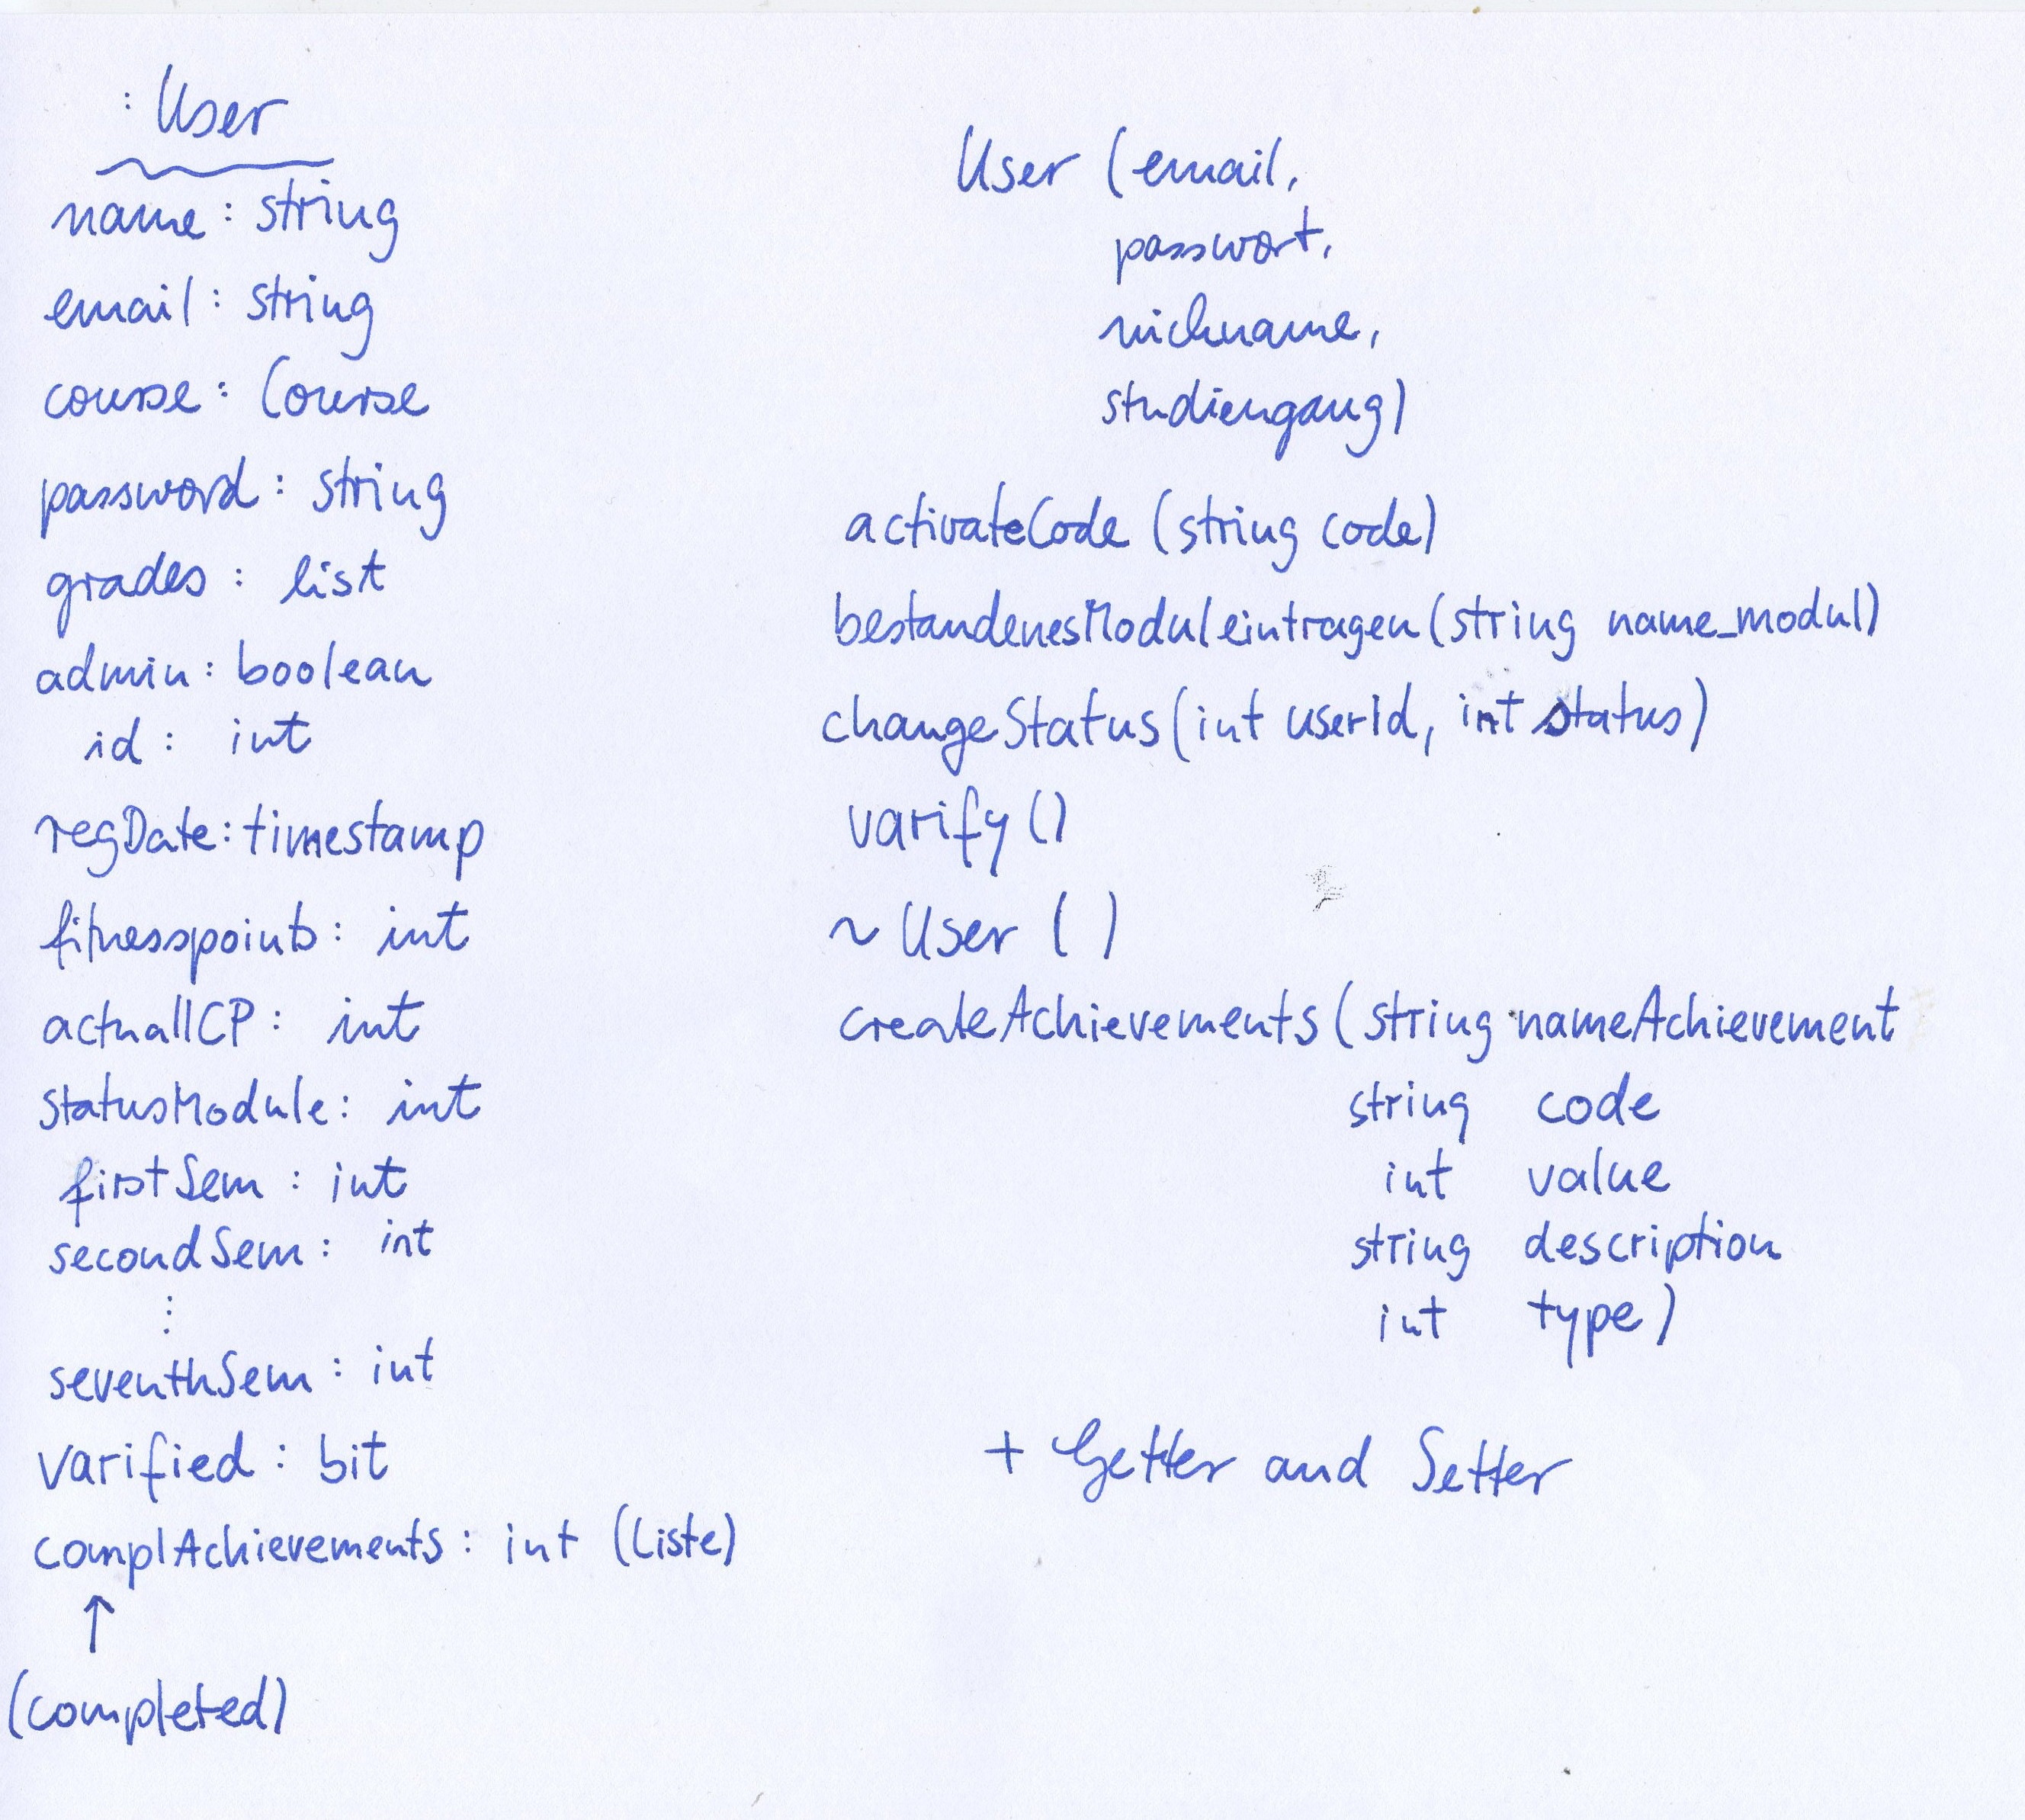 : User
name : string
email : string
course : Course
password : string
grades : list
admin : boolean
id : int
regDate : timestamp
fitnesspoints : int
actuallCP : int
statusModule : int
firstSem : int
secondSem : int
:
seventhSem : int
varified : bit
complAchievements : int (Liste)
↑
(completed)
User (email,
passwort,
nickname,
studiengang)
activateCode (string code)
bestandenesModuleintragen (string name_modul)
changeStatus (int userId, int status)
varify ()
~ User ( )
createAchievements (string nameAchievement
string code
int value
string description
int type)
+ Getter and Setter